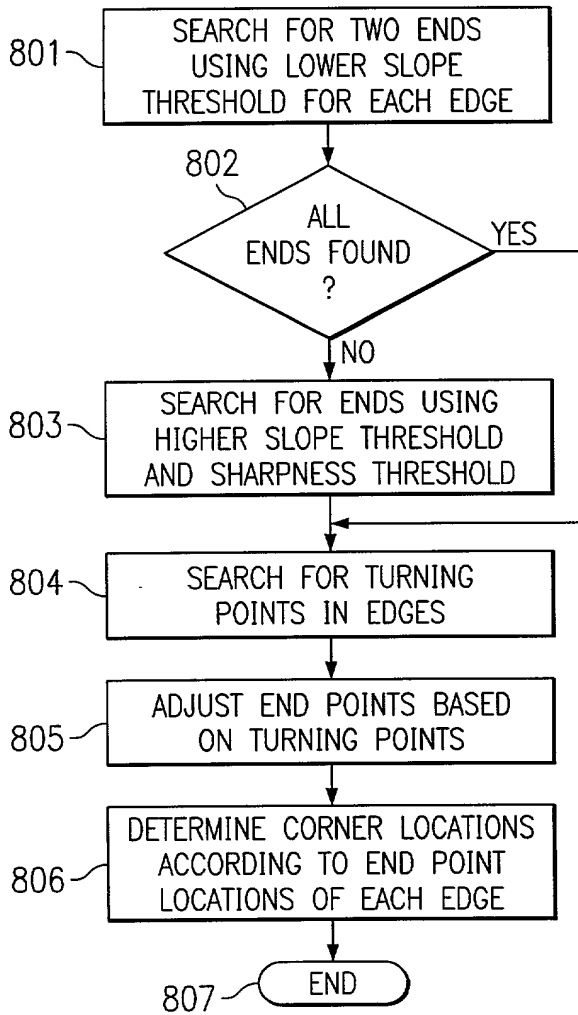 801
SEARCH FOR TWO ENDS
USING LOWER SLOPE
THRESHOLD FOR EACH EDGE
802
ALL
ENDS FOUND
?
YES
NO
803
SEARCH FOR ENDS USING
HIGHER SLOPE THRESHOLD
AND SHARPNESS THRESHOLD
804
SEARCH FOR TURNING
POINTS IN EDGES
805
ADJUST END POINTS BASED
ON TURNING POINTS
806
DETERMINE CORNER LOCATIONS
ACCORDING TO END POINT
LOCATIONS OF EACH EDGE
807
END